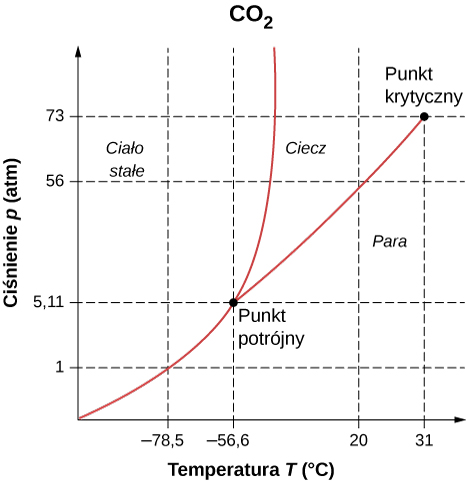 CO2
Punkt
krytyczny
73
Ciało
stałe
Ciecz
56
Para
Ciśnienie p (atm)
5,11
Punkt
potrójny
1
–78,5
–56,6
20
31
Temperatura T (°C)